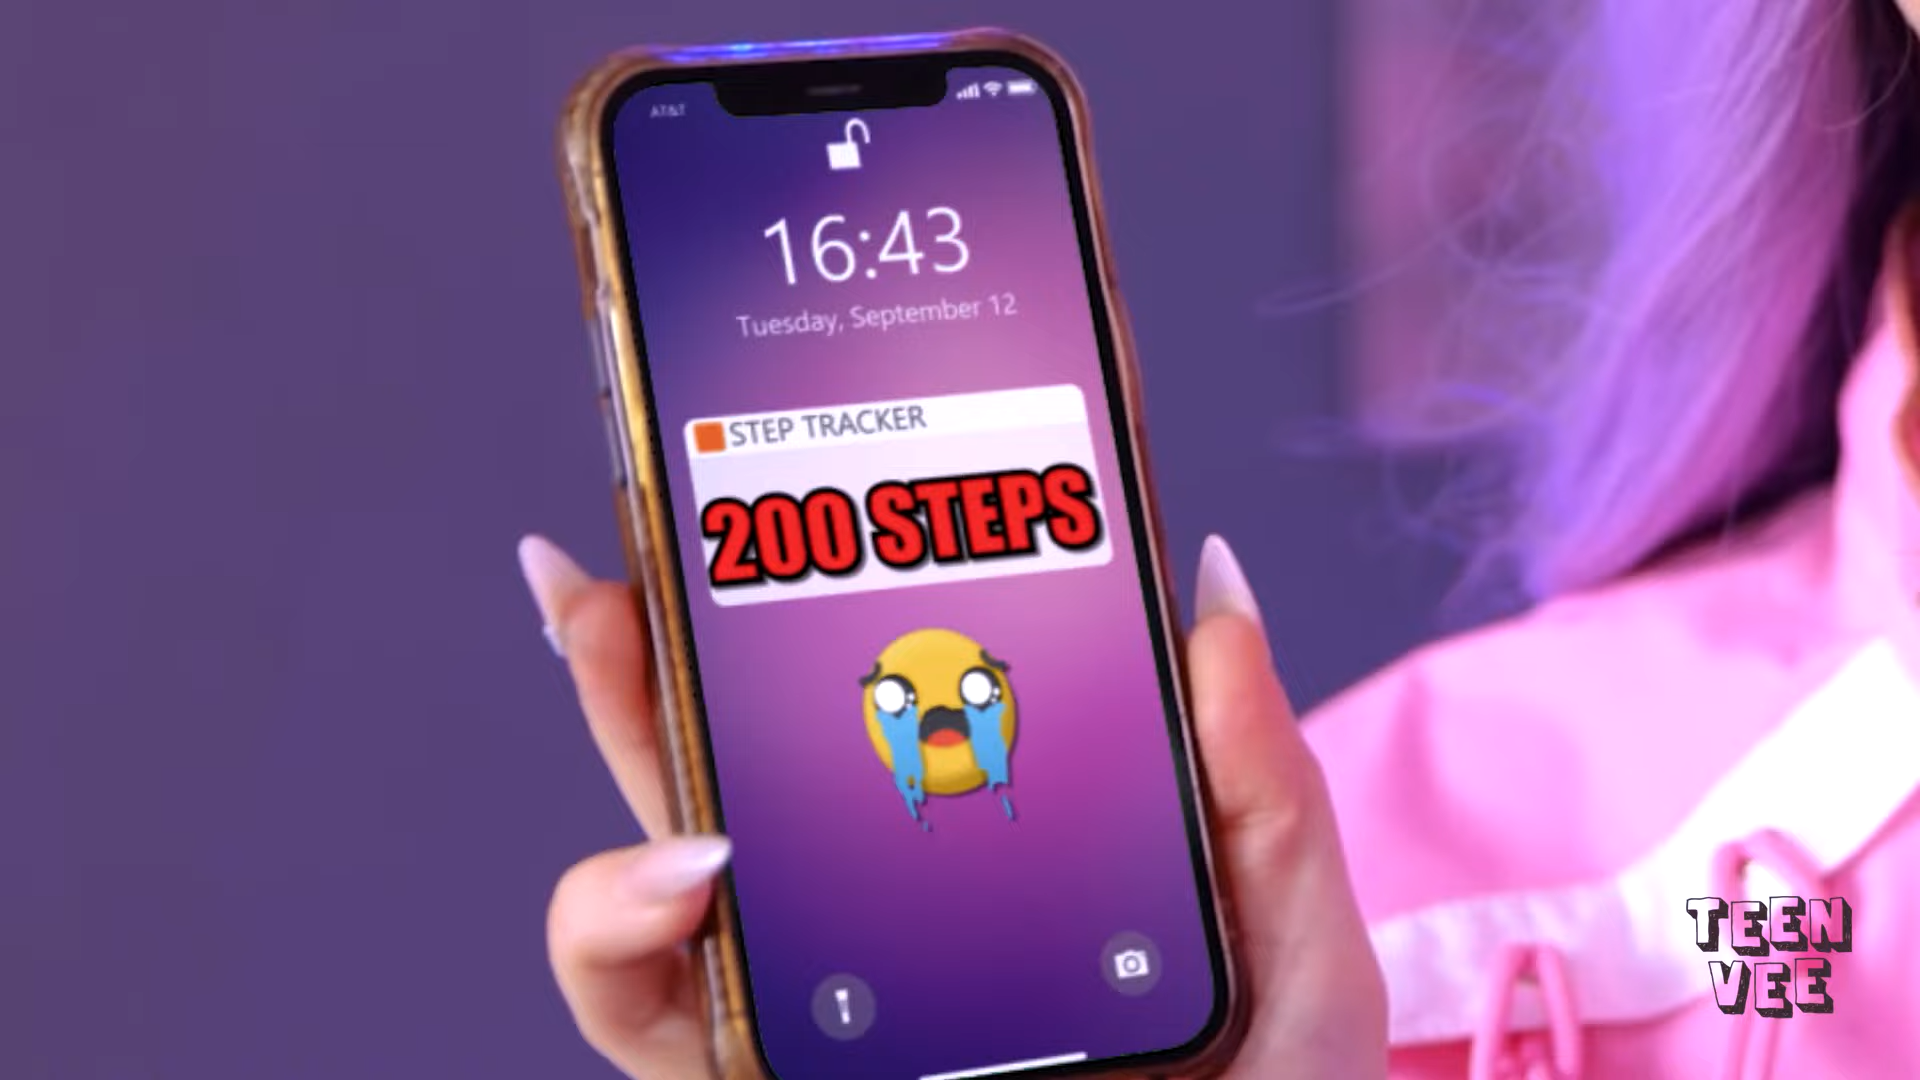 AT&T
16:43
Tuesday, September 12
STEP TRACKER
200 STEPS
TEEN
VEE